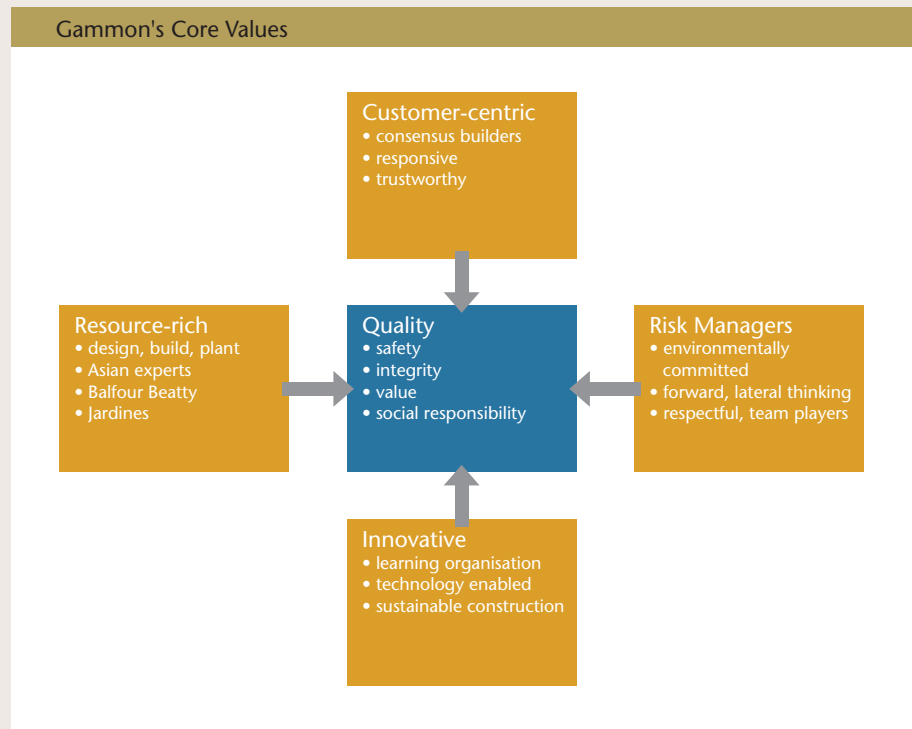 Gammon's Core Values
Customer-centric
• consensus builders
• responsive
• trustworthy
Resource-rich
• design, build, plant
• Asian experts
• Balfour Beatty
• Jardines
Quality
• safety
• integrity
• value
• social responsibility
Risk Managers
• environmentally
committed
• forward, lateral thinking
• respectful, team players
Innovative
• learning organisation
• technology enabled
• sustainable construction